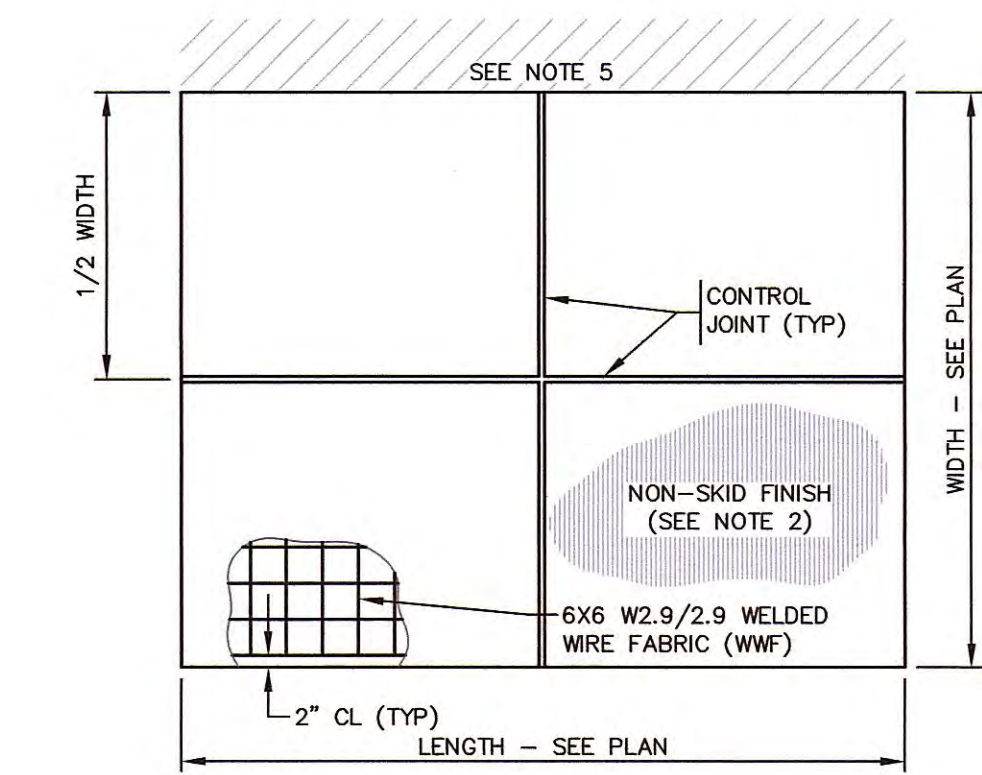 SEE NOTE 5
1/2 WIDTH
CONTROL
JOINT (TYP)
WIDTH – SEE PLAN
NON–SKID FINISH
(SEE NOTE 2)
6X6 W2.9/2.9 WELDED
WIRE FABRIC (WWF)
2" CL (TYP)
LENGTH – SEE PLAN